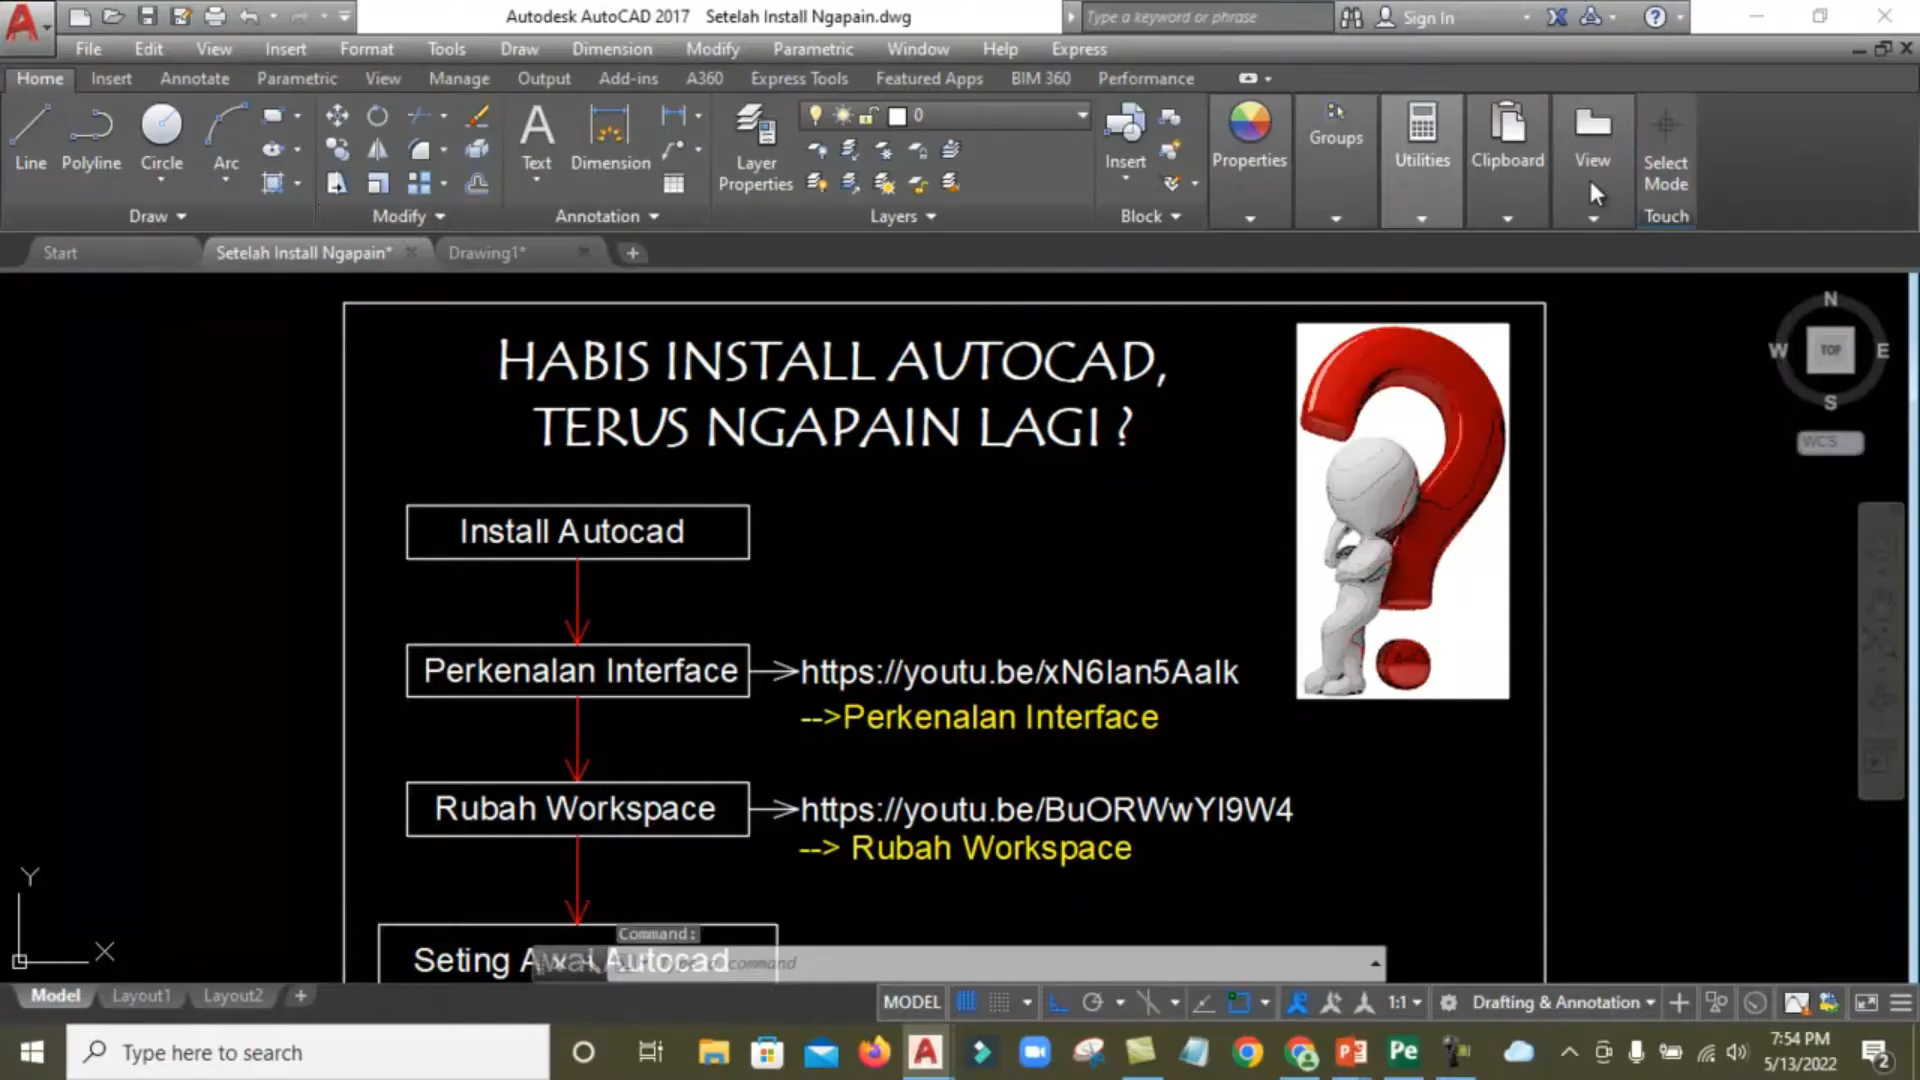 Autodesk AutoCAD 2017 Setelah Install Ngapain.dwg
Type a keyword or phrase
Sign In
File Edit View Insert Format Tools Draw Dimension Modify Parametric Window Help Express
Home Insert Annotate Parametric View Manage Output Add-ins A360 Express Tools Featured Apps BIM 360 Performance
0
Line Polyline Circle Arc Text Dimension Layer Properties Insert Properties Groups Utilities Clipboard View Select Mode
Draw Modify Annotation Layers Block Touch
Start Setelah Install Ngapain* Drawing1*
HABIS INSTALL AUTOCAD,
TERUS NGAPAIN LAGI ?
N
W TOP E
S
WCS
Install Autocad
Perkenalan Interface
https://youtu.be/xN6Ian5AaIk
-->Perkenalan Interface
Rubah Workspace
https://youtu.be/BuORWwYI9W4
--> Rubah Workspace
Seting Awal Autocad
Y
X
Command:
Type a command
Model Layout1 Layout2
MODEL 1:1 Drafting & Annotation
Type here to search
7:54 PM
5/13/2022
2